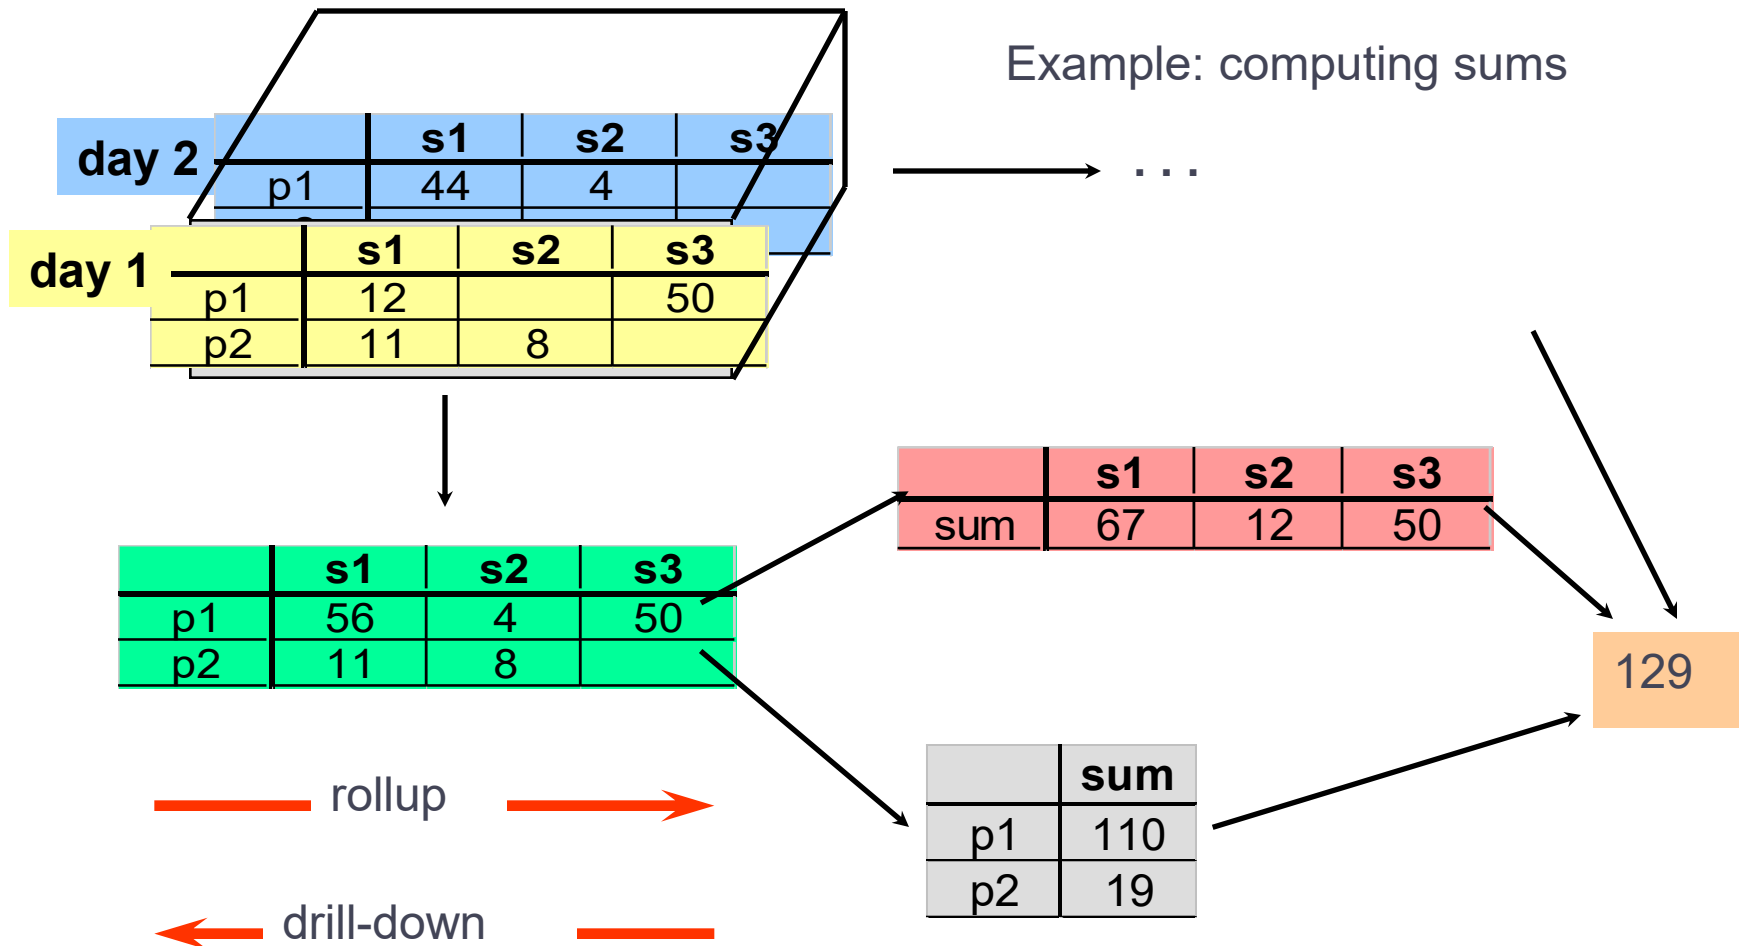 Example: computing sums
day 2
s1 s2 s3
p1 44 4
. . .
day 1
s1 s2 s3
p1 12 50
p2 11 8
s1 s2 s3
sum 67 12 50
s1 s2 s3
p1 56 4 50
p2 11 8
129
sum
p1 110
p2 19
rollup
drill-down